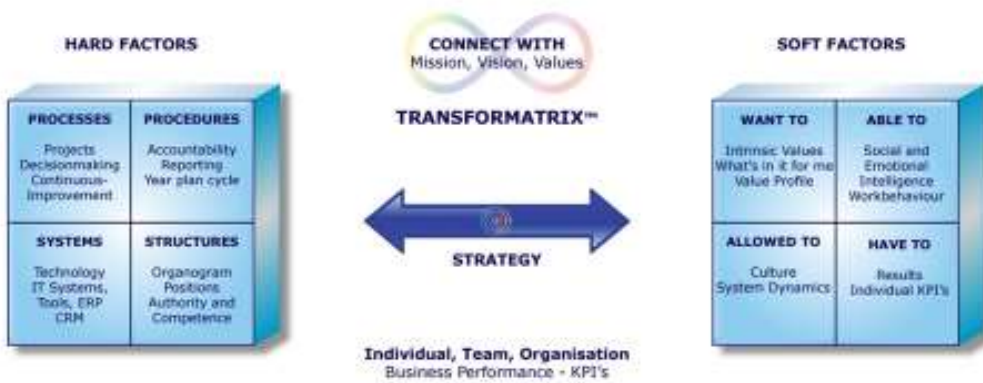 HARD FACTORS
PROCESSES
Projects
Decisionmaking
Continuous-
Improvement
PROCEDURES
Accountability
Reporting
Year plan cycle
SYSTEMS
Technology
IT Systems,
Tools, ERP
CRM
STRUCTURES
Organogram
Positions
Authority and
Competence
CONNECT WITH
Mission, Vision, Values
TRANSFORMATRIX™
STRATEGY
Individual, Team, Organisation
Business Performance - KPI's
SOFT FACTORS
WANT TO
Intrinsic Values
What's in it for me
Value Profile
ABLE TO
Social and
Emotional
Intelligence
Workbehaviour
ALLOWED TO
Culture
System Dynamics
HAVE TO
Results
Individual KPI's